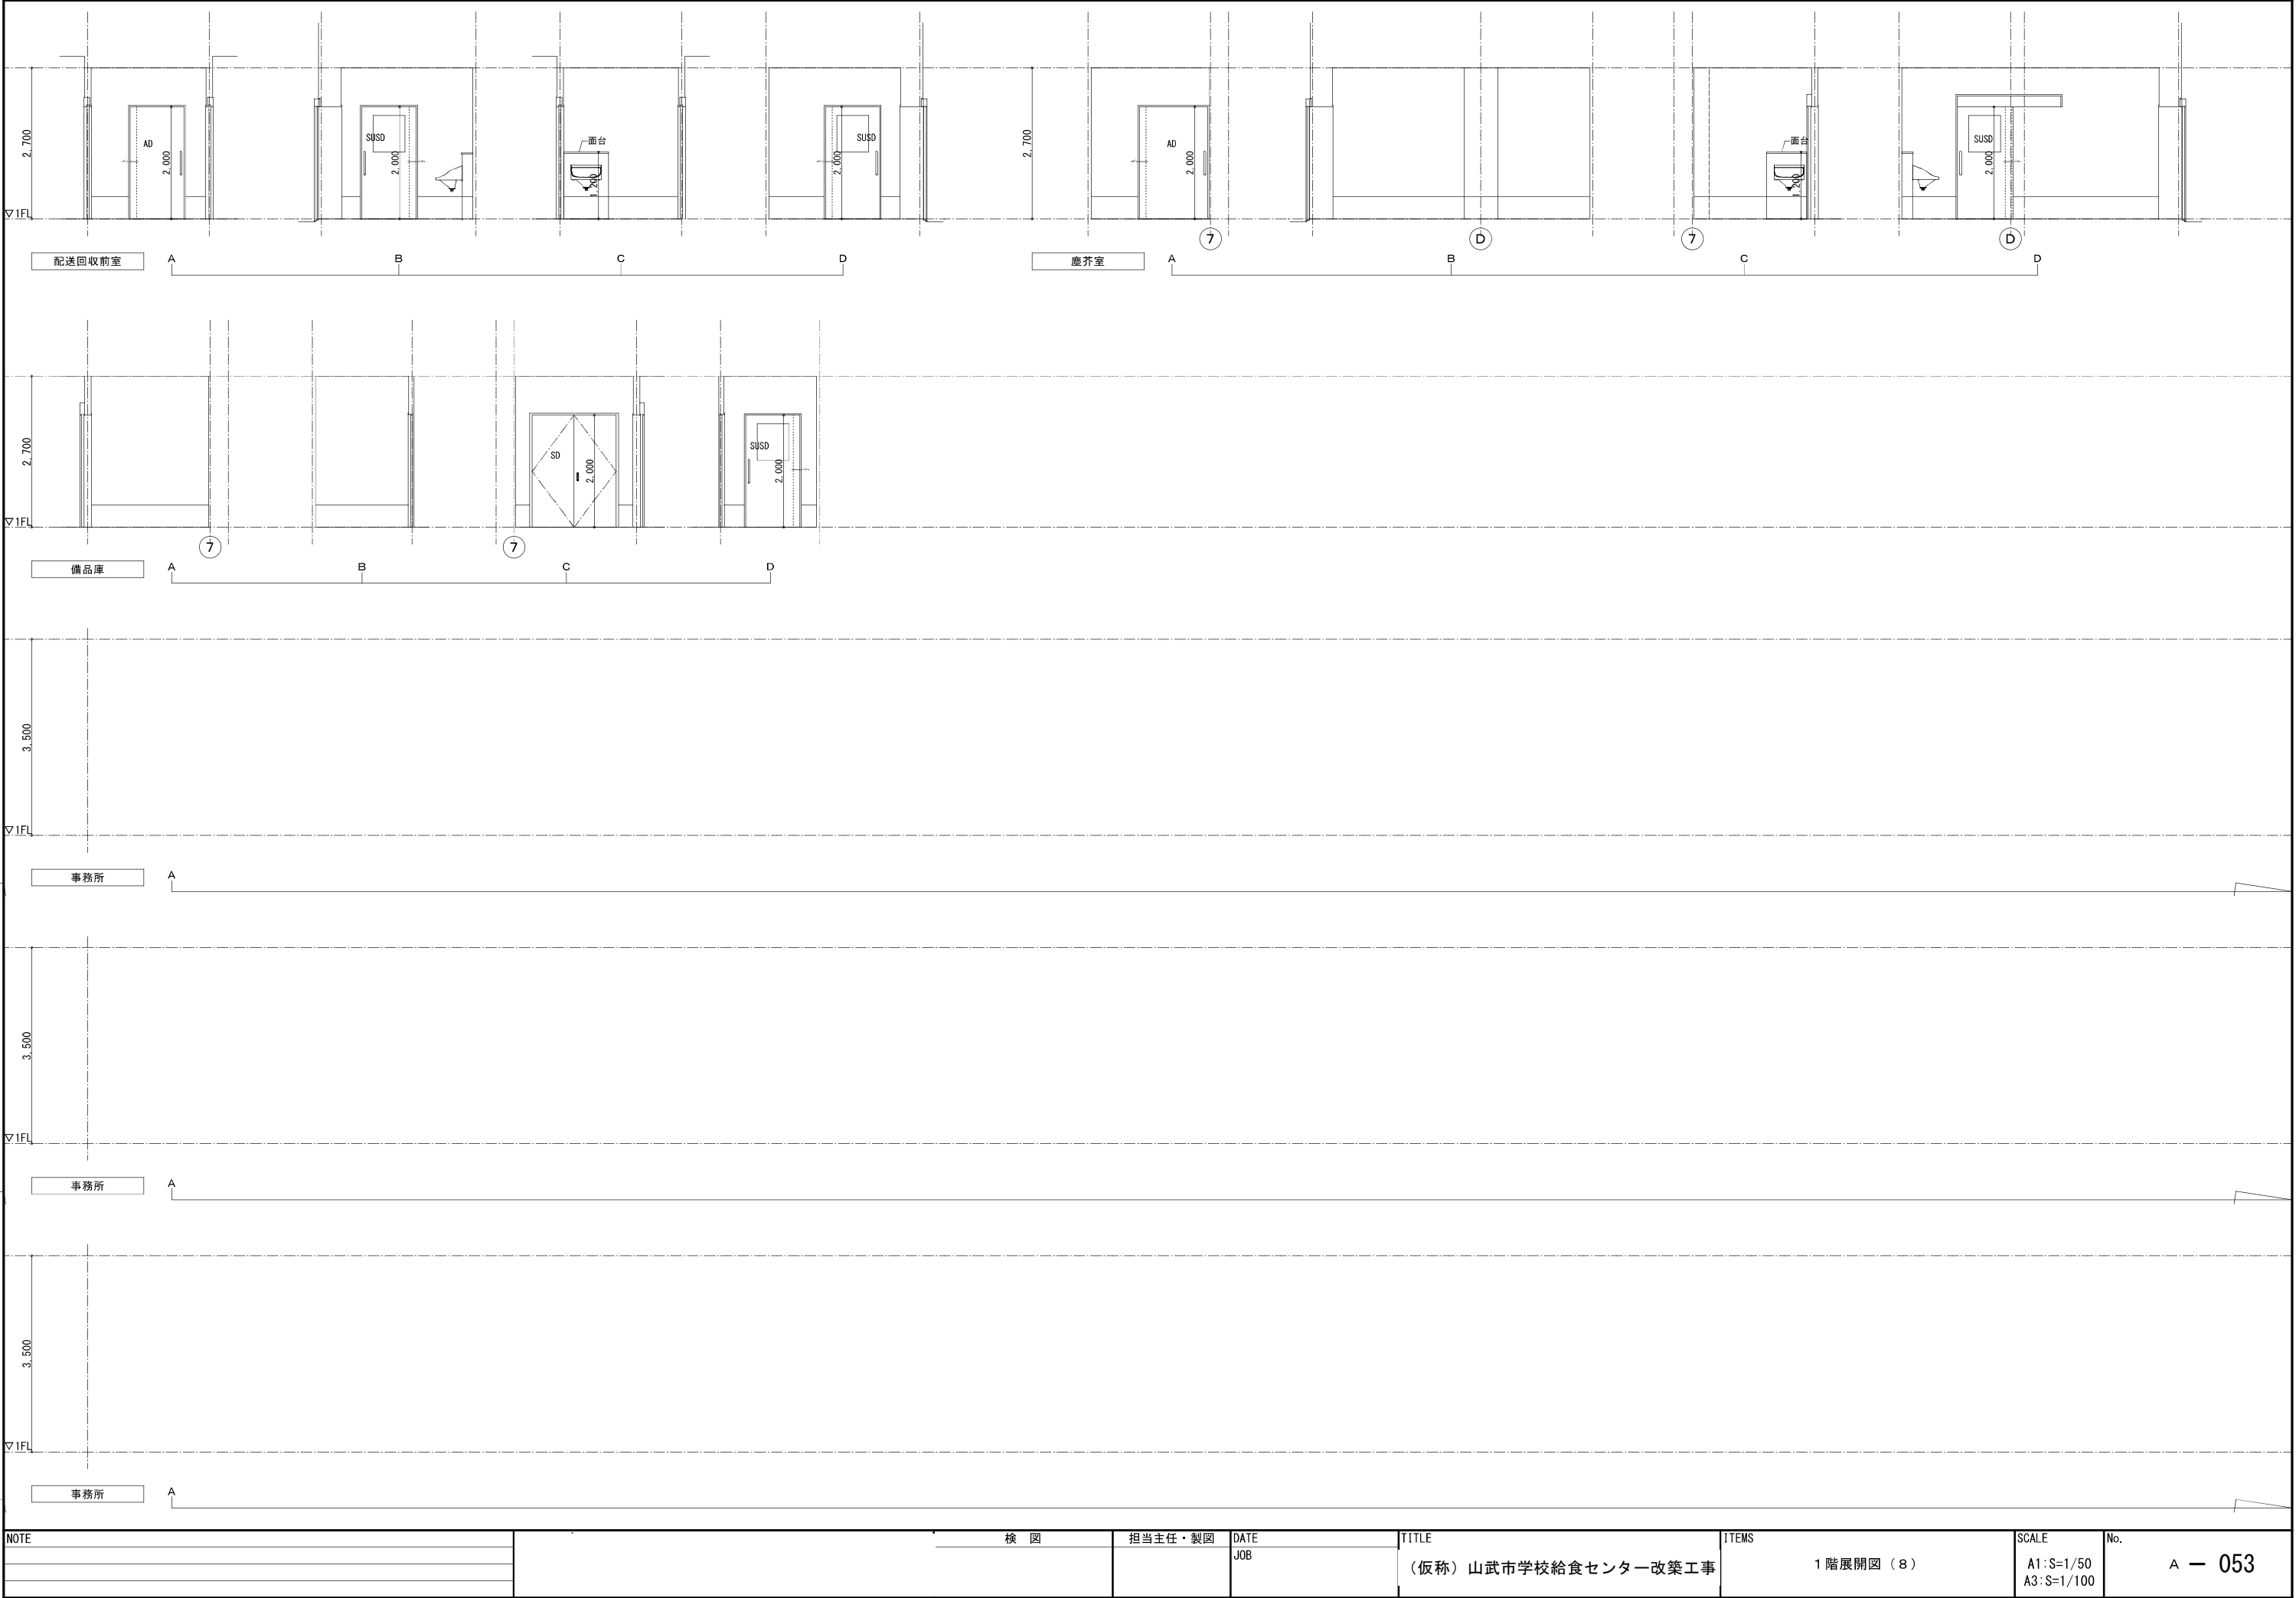 2,700
▽1FL
AD
2,000
SUSD
2,000
面台
1,200
SUSD
2,000
配送回収前室
A
B
C
D
2,700
AD
2,000
面台
1,200
SUSD
2,000
7
D
7
D
塵芥室
A
B
C
D
2,700
▽1FL
SD
2,000
SUSD
2,000
7
7
備品庫
A
B
C
D
3,500
▽1FL
事務所
A
3,500
▽1FL
事務所
A
3,500
▽1FL
事務所
A
NOTE
検 図
担当主任・製図
DATE
JOB
TITLE
(仮称)山武市学校給食センター改築工事
ITEMS
1階展開図(8)
SCALE
A1:S=1/50
A3:S=1/100
No.
A ー 053